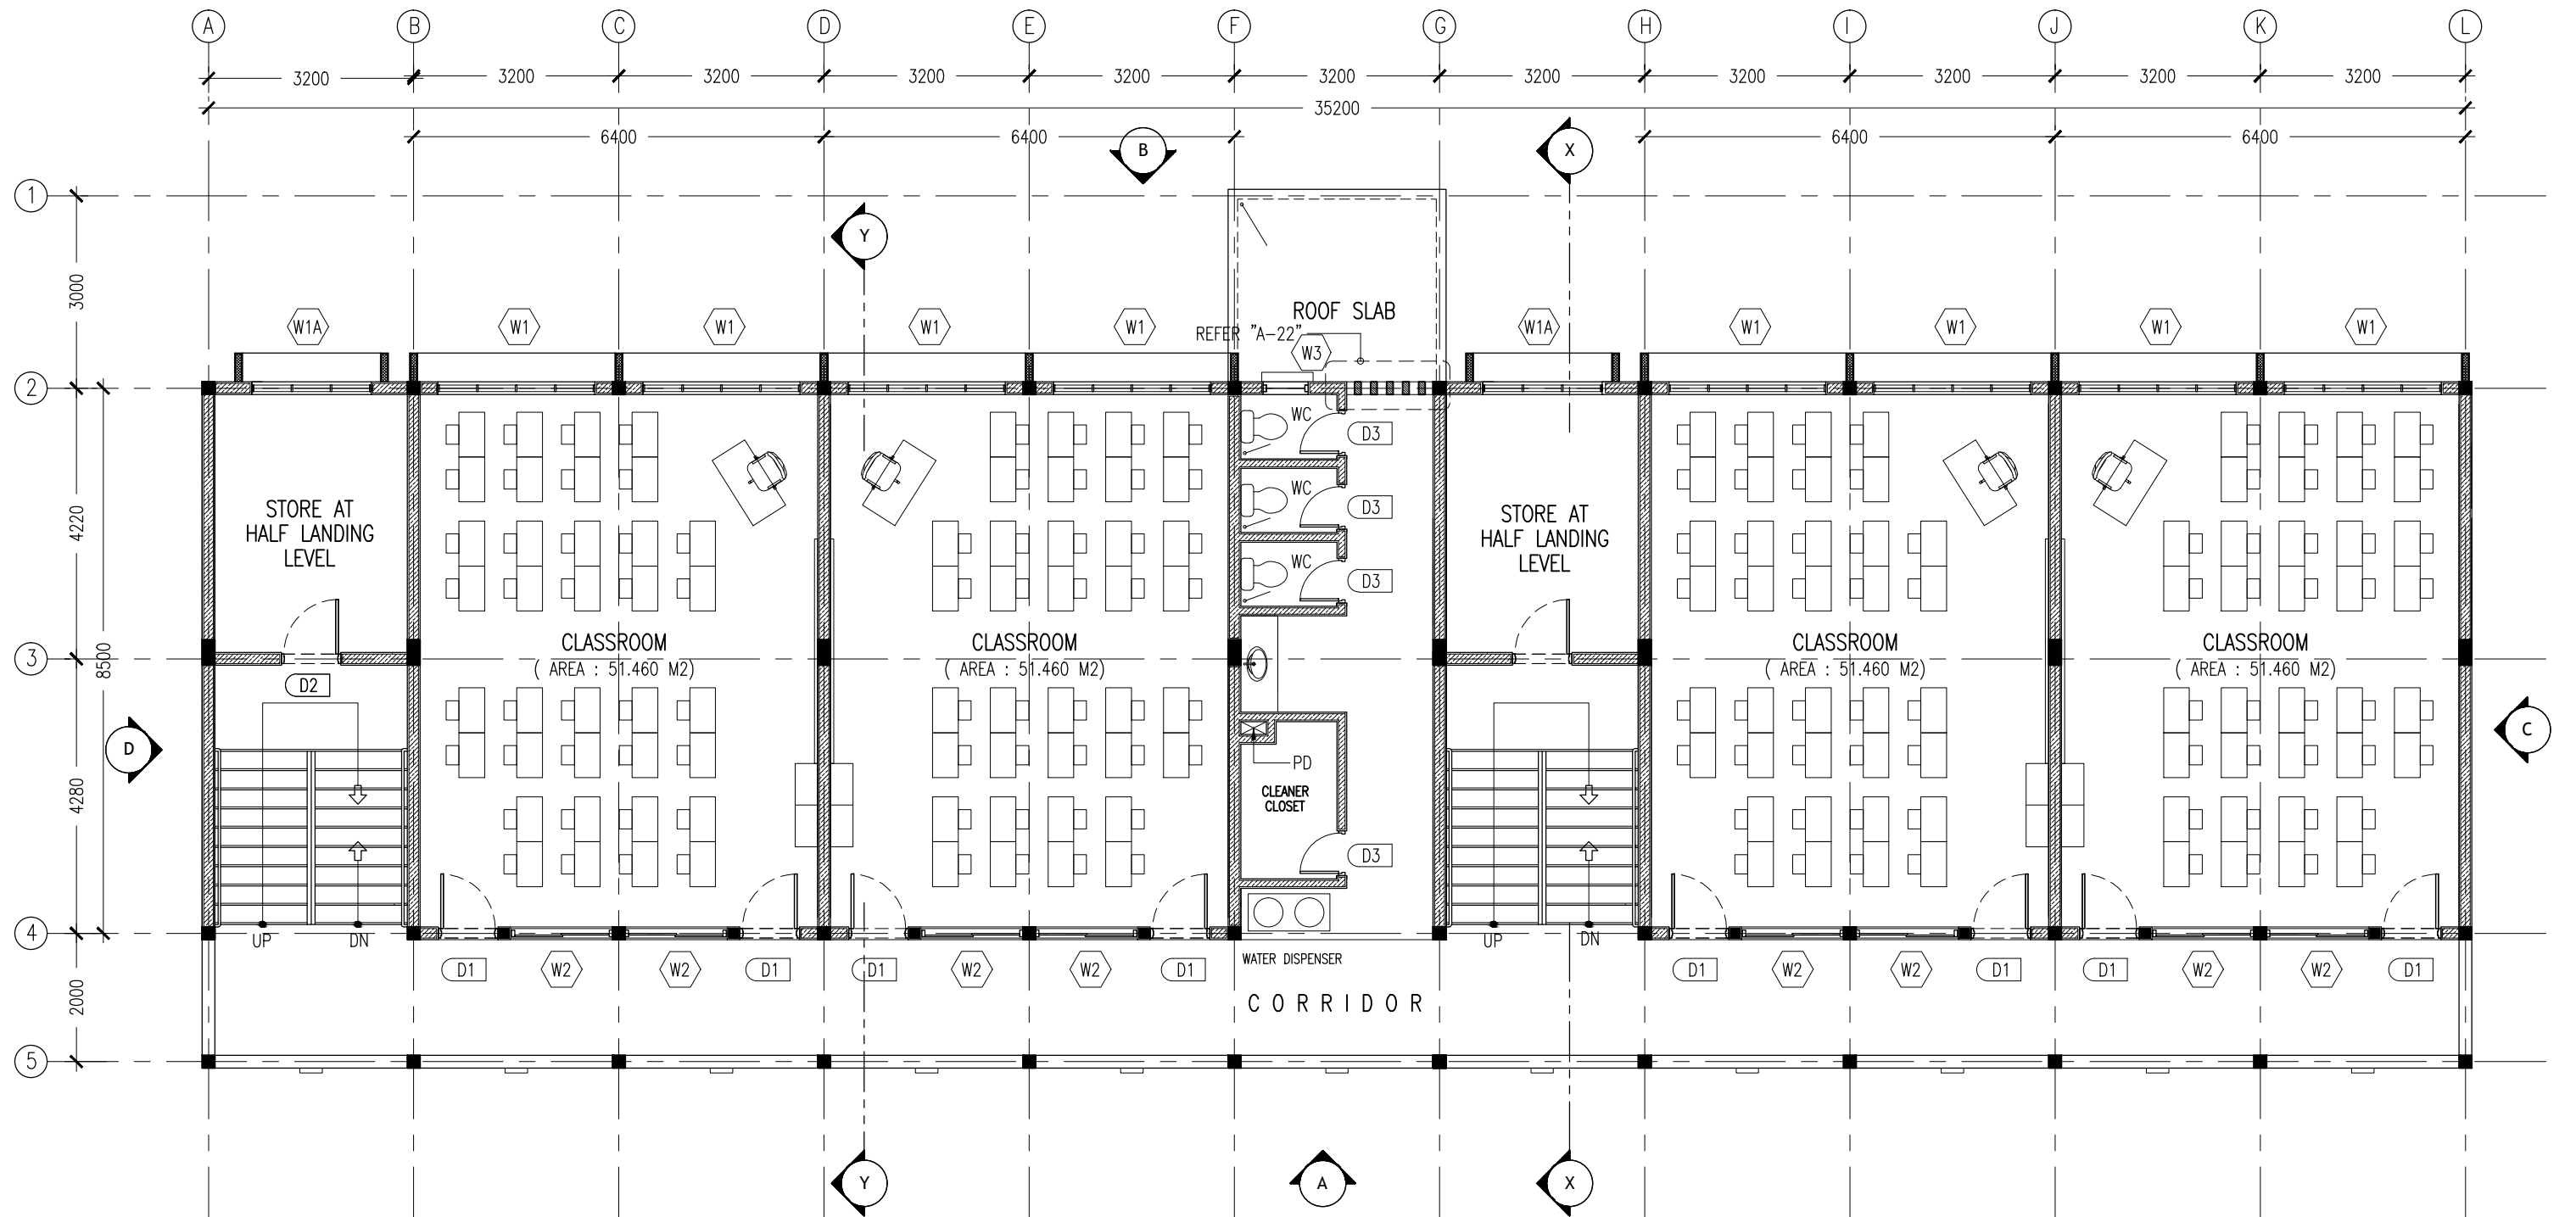 A B C D E F G H I J K L
3200 3200 3200 3200 3200 3200 3200 3200 3200 3200 3200
35200
6400 6400 6400 6400
B X
1
Y
3000
ROOF SLAB
W1A W1 W1 W1 W1 REFER "A-22" W1A W1 W1 W1 W1
W3
2
WC D3
4220
STORE AT
HALF LANDING
LEVEL
WC D3
STORE AT
HALF LANDING
LEVEL
WC D3
3
8500
CLASSROOM
( AREA : 51.460 M2)
CLASSROOM
( AREA : 51.460 M2)
CLASSROOM
( AREA : 51.460 M2)
CLASSROOM
( AREA : 51.460 M2)
D2
D C
4280
PD
CLEANER
CLOSET
D3
4
UP DN UP DN
D1 W2 W2 D1 D1 W2 W2 D1 D1 W2 W2 D1 D1 W2 W2 D1
WATER DISPENSER
2000
CORRIDOR
5
Y A X